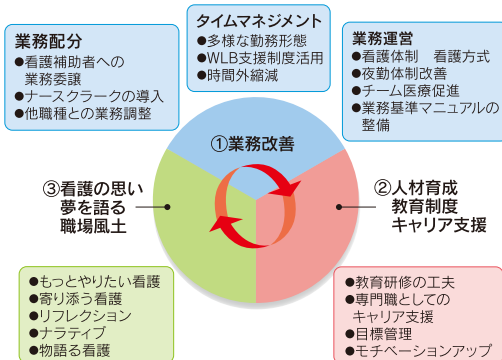 業務配分
●看護補助者への
業務委譲
●ナースクラークの導入
●他職種との業務調整
タイムマネジメント
●多様な勤務形態
●WLB支援制度活用
●時間外縮減
業務運営
●看護体制　看護方式
●夜勤体制改善
●チーム医療促進
●業務基準マニュアルの
整備
①業務改善
③看護の思い
夢を語る
職場風土
②人材育成
教育制度
キャリア支援
●もっとやりたい看護
●寄り添う看護
●リフレクション
●ナラティブ
●物語る看護
●教育研修の工夫
●専門職としての
キャリア支援
●目標管理
●モチベーションアップ